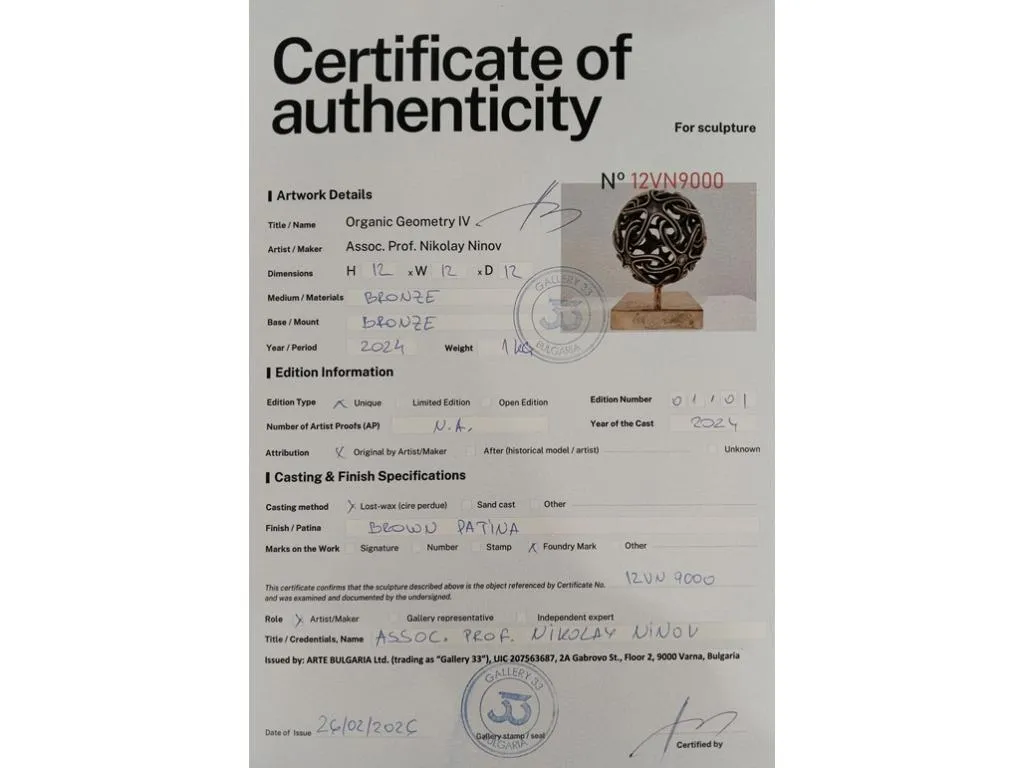 Certificate of
authenticity
For sculpture
Nº 12VN9000
Artwork Details
Title / Name Organic Geometry IV
Artist / Maker Assoc. Prof. Nikolay Ninov
Dimensions H 12 x W 12 x D 12
Medium / Materials BRONZE
Base / Mount BRONZE
Year / Period 2024 Weight 1 KG
GALLERY 33
33
BULGARIA
Edition Information
Edition Type Unique Limited Edition Open Edition Edition Number 01/01
Number of Artist Proofs (AP) N.A. Year of the Cast 2024
Attribution Original by Artist/Maker After (historical model / artist) Unknown
Casting & Finish Specifications
Casting method Lost-wax (cire perdue) Sand cast Other
Finish / Patina BROWN PATINA
Marks on the Work Signature Number Stamp Foundry Mark Other
This certificate confirms that the sculpture described above is the object referenced by Certificate No. 12VN 9000
and was examined and documented by the undersigned.
Role Artist/Maker Gallery representative Independent expert
Title / Credentials, Name ASSOC. PROF. NIKOLAY NINOV
Issued by: ARTE BULGARIA Ltd. (trading as “Gallery 33”), UIC 207563687, 2A Gabrovo St., Floor 2, 9000 Varna, Bulgaria
GALLERY 33
33
BULGARIA
Date of Issue 26/02/2026 Gallery stamp / seal Certified by